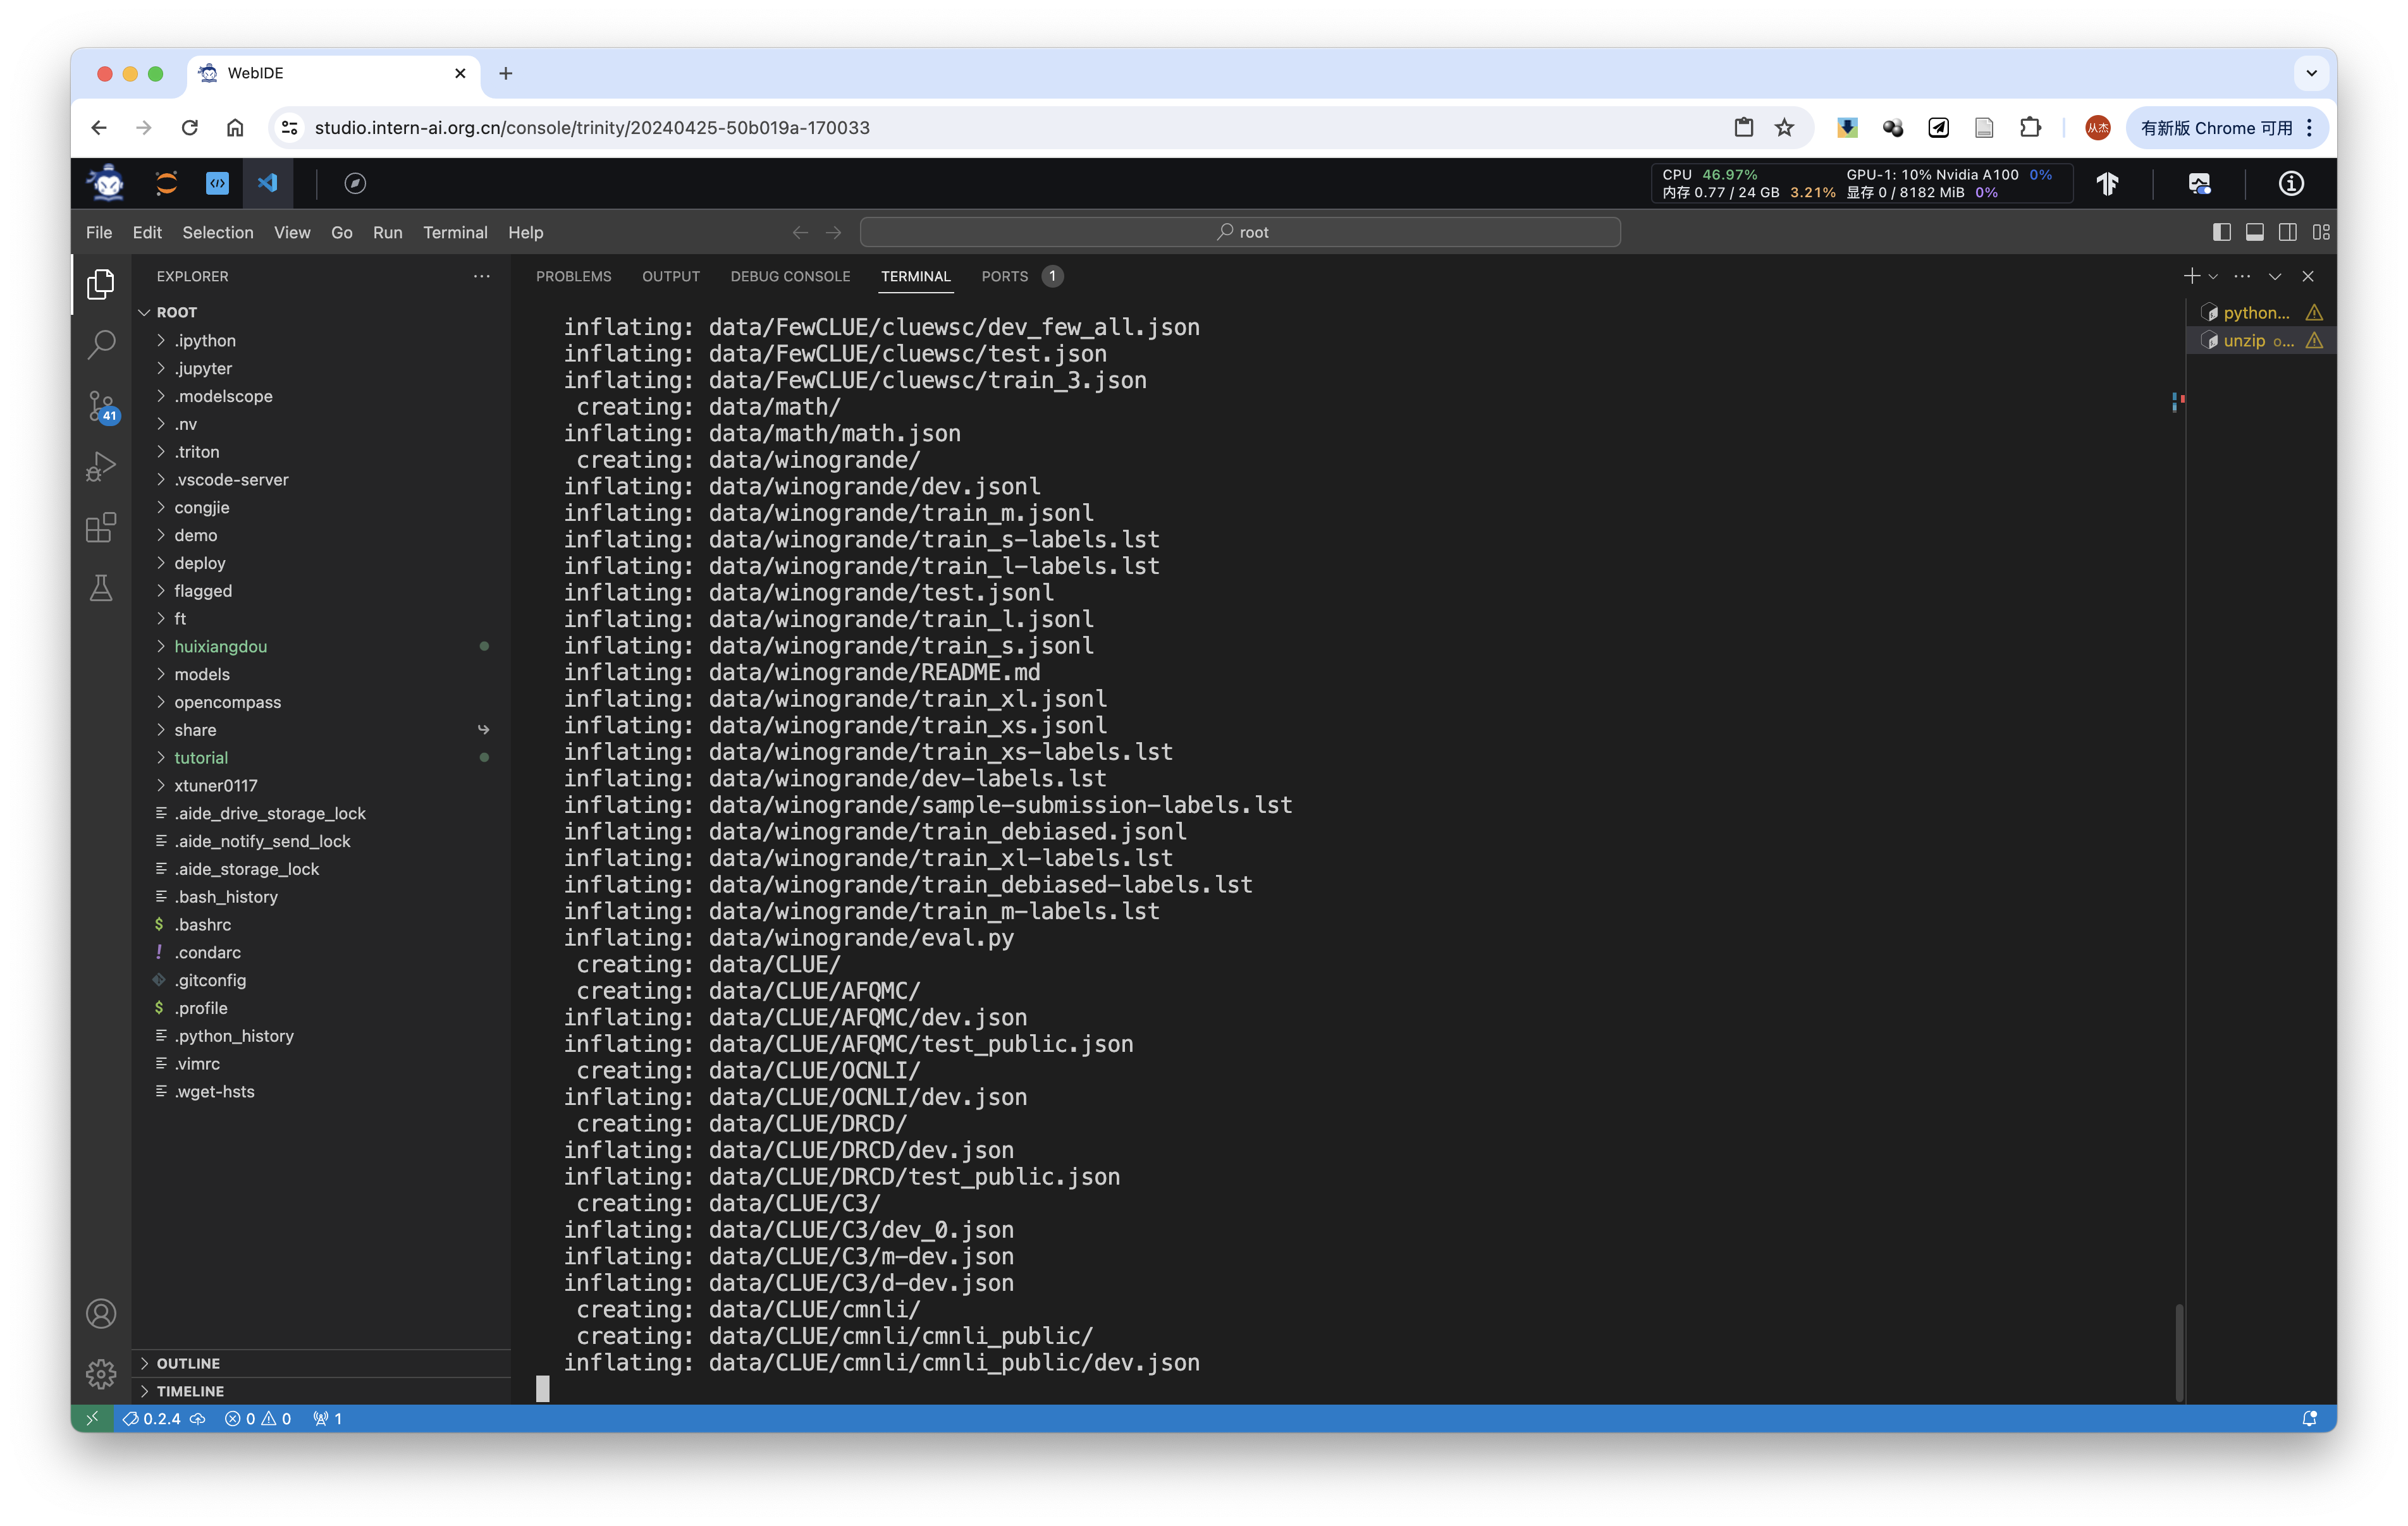 WebIDE
studio.intern-ai.org.cn/console/trinity/20240425-50b019a-170033
从杰
有新版 Chrome 可用
CPU 46.97%
GPU-1: 10% Nvidia A100 0%
内存 0.77 / 24 GB 3.21%
显存 0 / 8182 MiB 0%
File Edit Selection View Go Run Terminal Help
root
EXPLORER
PROBLEMS OUTPUT DEBUG CONSOLE TERMINAL PORTS 1
ROOT
.ipython
.jupyter
.modelscope
.nv
.triton
.vscode-server
congjie
demo
deploy
flagged
ft
huixiangdou
models
opencompass
share
tutorial
xtuner0117
.aide_drive_storage_lock
.aide_notify_send_lock
.aide_storage_lock
.bash_history
$ .bashrc
! .condarc
.gitconfig
$ .profile
.python_history
.vimrc
.wget-hsts
OUTLINE
TIMELINE
41
inflating: data/FewCLUE/cluewsc/dev_few_all.json
inflating: data/FewCLUE/cluewsc/test.json
inflating: data/FewCLUE/cluewsc/train_3.json
creating: data/math/
inflating: data/math/math.json
creating: data/winogrande/
inflating: data/winogrande/dev.jsonl
inflating: data/winogrande/train_m.jsonl
inflating: data/winogrande/train_s-labels.lst
inflating: data/winogrande/train_l-labels.lst
inflating: data/winogrande/test.jsonl
inflating: data/winogrande/train_l.jsonl
inflating: data/winogrande/train_s.jsonl
inflating: data/winogrande/README.md
inflating: data/winogrande/train_xl.jsonl
inflating: data/winogrande/train_xs.jsonl
inflating: data/winogrande/train_xs-labels.lst
inflating: data/winogrande/dev-labels.lst
inflating: data/winogrande/sample-submission-labels.lst
inflating: data/winogrande/train_debiased.jsonl
inflating: data/winogrande/train_xl-labels.lst
inflating: data/winogrande/train_debiased-labels.lst
inflating: data/winogrande/train_m-labels.lst
inflating: data/winogrande/eval.py
creating: data/CLUE/
creating: data/CLUE/AFQMC/
inflating: data/CLUE/AFQMC/dev.json
inflating: data/CLUE/AFQMC/test_public.json
creating: data/CLUE/OCNLI/
inflating: data/CLUE/OCNLI/dev.json
creating: data/CLUE/DRCD/
inflating: data/CLUE/DRCD/dev.json
inflating: data/CLUE/DRCD/test_public.json
creating: data/CLUE/C3/
inflating: data/CLUE/C3/dev_0.json
inflating: data/CLUE/C3/m-dev.json
inflating: data/CLUE/C3/d-dev.json
creating: data/CLUE/cmnli/
creating: data/CLUE/cmnli/cmnli_public/
inflating: data/CLUE/cmnli/cmnli_public/dev.json
python...
unzip o...
0.2.4 0 0 1